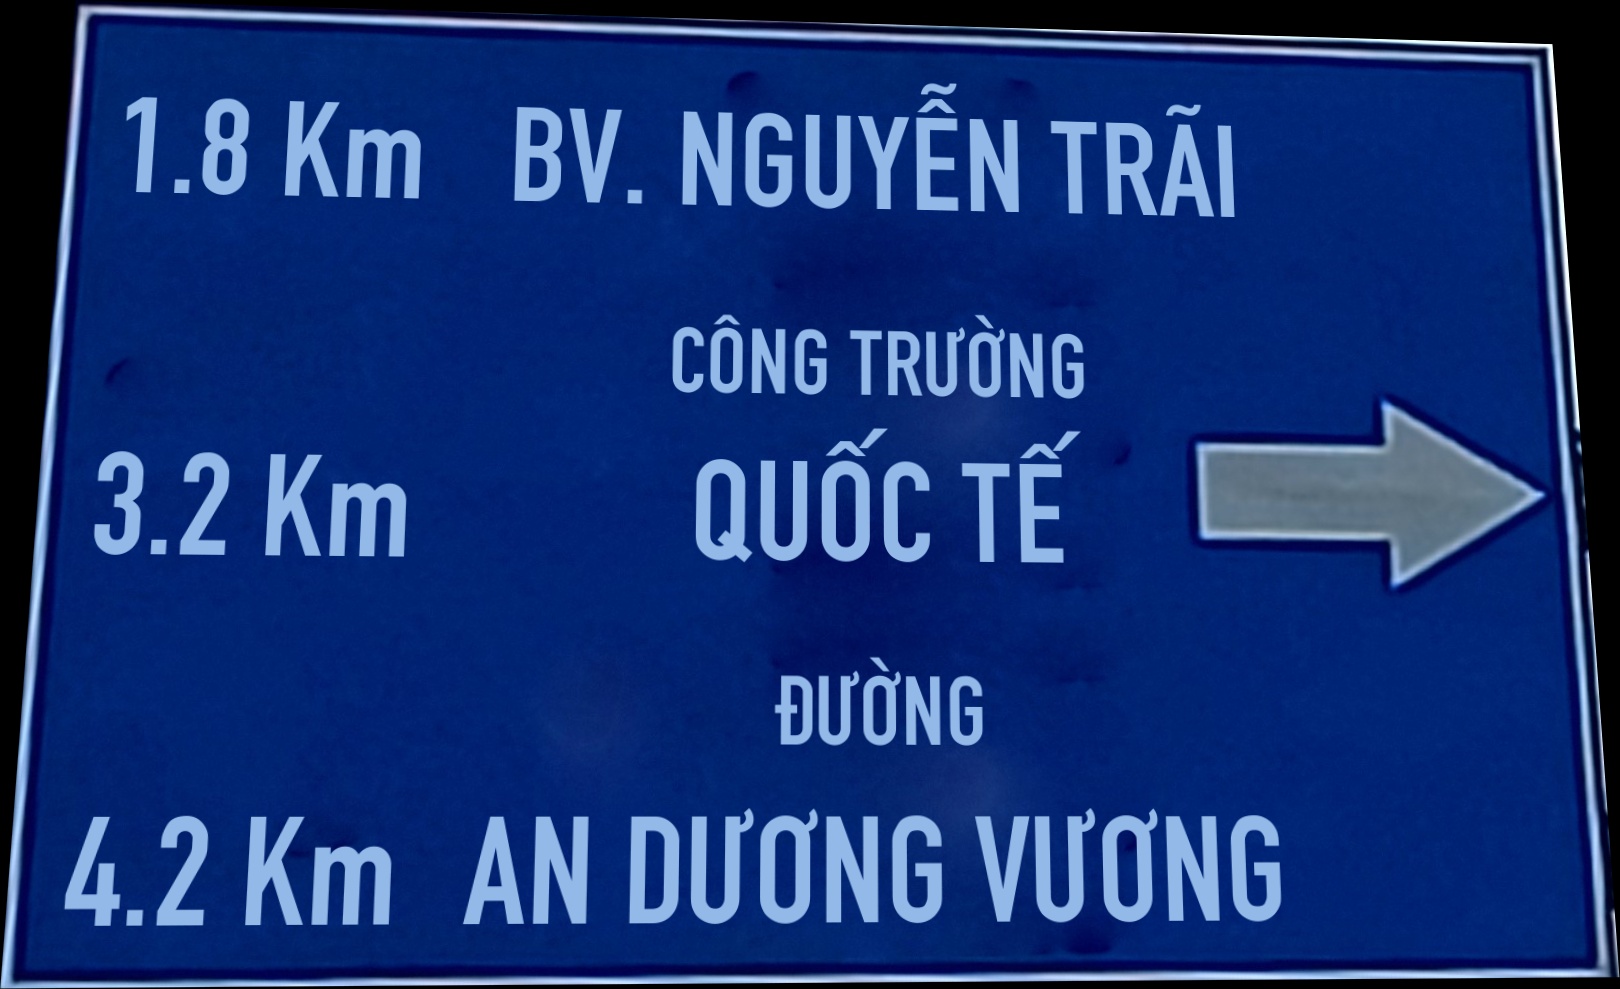 1.8 Km BV. NGUYỄN TRÃI
CÔNG TRƯỜNG
3.2 Km QUỐC TẾ
ĐƯỜNG
4.2 Km AN DƯƠNG VƯƠNG